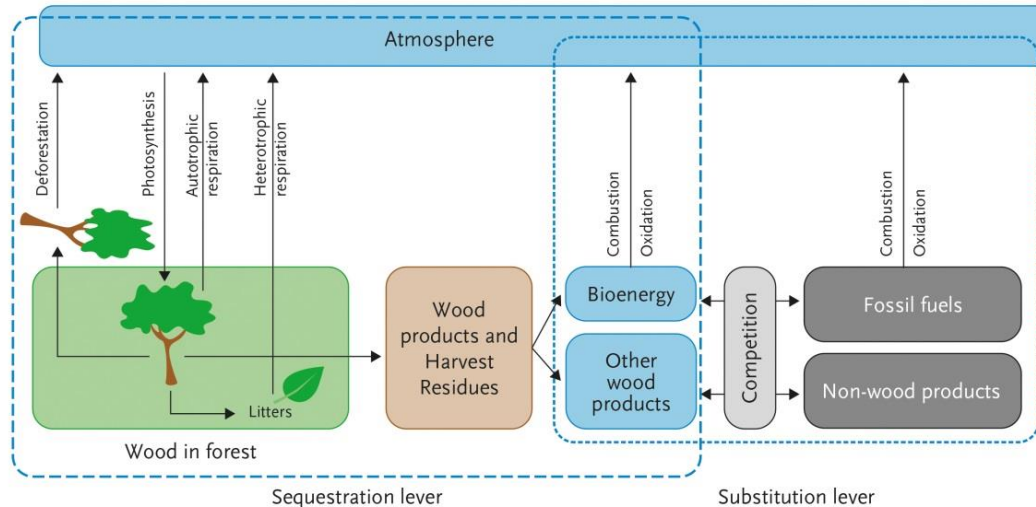 Atmosphere
Deforestation
Photosynthesis
Autotrophic
respiration
Heterotrophic
respiration
Combustion
Oxidation
Combustion
Oxidation
Wood
products and
Harvest
Residues
Bioenergy
Other
wood
products
Competition
Fossil fuels
Non-wood products
Litters
Wood in forest
Sequestration lever
Substitution lever